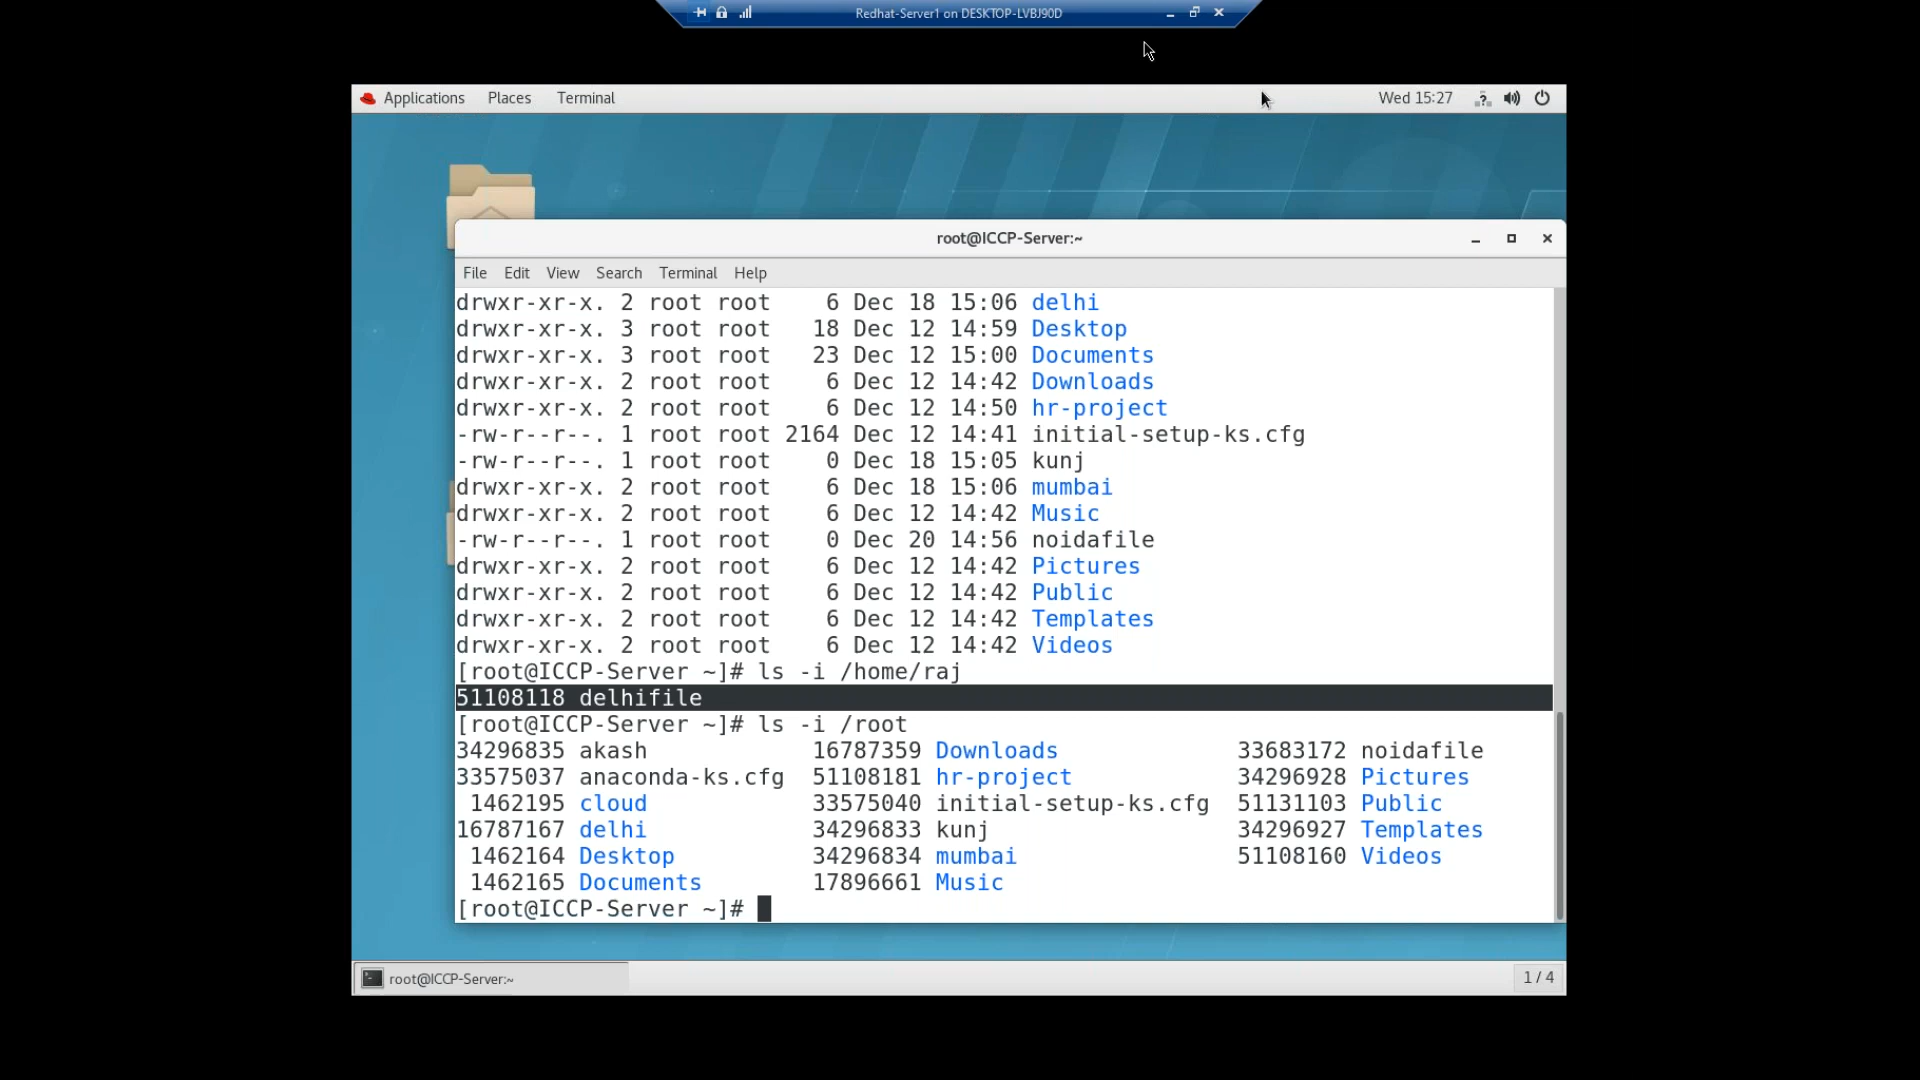 Redhat-Server1 on DESKTOP-LVBJ90D
Applications Places Terminal Wed 15:27
root@ICCP-Server:~
File Edit View Search Terminal Help
drwxr-xr-x. 2 root root 6 Dec 18 15:06 delhi
drwxr-xr-x. 3 root root 18 Dec 12 14:59 Desktop
drwxr-xr-x. 3 root root 23 Dec 12 15:00 Documents
drwxr-xr-x. 2 root root 6 Dec 12 14:42 Downloads
drwxr-xr-x. 2 root root 6 Dec 12 14:50 hr-project
-rw-r--r--. 1 root root 2164 Dec 12 14:41 initial-setup-ks.cfg
-rw-r--r--. 1 root root 0 Dec 18 15:05 kunj
drwxr-xr-x. 2 root root 6 Dec 18 15:06 mumbai
drwxr-xr-x. 2 root root 6 Dec 12 14:42 Music
-rw-r--r--. 1 root root 0 Dec 20 14:56 noidafile
drwxr-xr-x. 2 root root 6 Dec 12 14:42 Pictures
drwxr-xr-x. 2 root root 6 Dec 12 14:42 Public
drwxr-xr-x. 2 root root 6 Dec 12 14:42 Templates
drwxr-xr-x. 2 root root 6 Dec 12 14:42 Videos
[root@ICCP-Server ~]# ls -i /home/raj
51108118 delhifile
[root@ICCP-Server ~]# ls -i /root
34296835 akash 16787359 Downloads 33683172 noidafile
33575037 anaconda-ks.cfg 51108181 hr-project 34296928 Pictures
1462195 cloud 33575040 initial-setup-ks.cfg 51131103 Public
16787167 delhi 34296833 kunj 34296927 Templates
1462164 Desktop 34296834 mumbai 51108160 Videos
1462165 Documents 17896661 Music
[root@ICCP-Server ~]#
root@ICCP-Server:~ 1 / 4